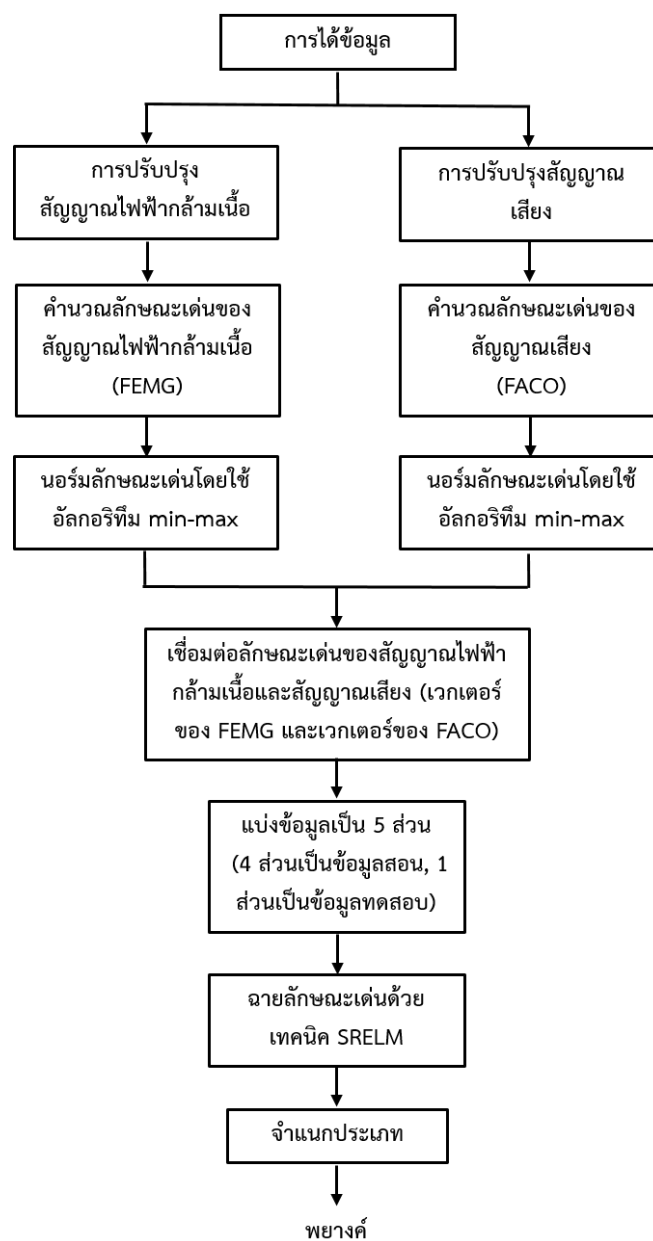 การได้ข้อมูล
การปรับปรุง
สัญญาณไฟฟ้ากล้ามเนื้อ
การปรับปรุงสัญญาณ
เสียง
คำนวณลักษณะเด่นของ
สัญญาณไฟฟ้ากล้ามเนื้อ
(FEMG)
คำนวณลักษณะเด่นของ
สัญญาณเสียง
(FACO)
นอร์มลักษณะเด่นโดยใช้
อัลกอริทึม min-max
นอร์มลักษณะเด่นโดยใช้
อัลกอริทึม min-max
เชื่อมต่อลักษณะเด่นของสัญญาณไฟฟ้า
กล้ามเนื้อและสัญญาณเสียง (เวกเตอร์
ของ FEMG และเวกเตอร์ของ FACO)
แบ่งข้อมูลเป็น 5 ส่วน
(4 ส่วนเป็นข้อมูลสอน, 1
ส่วนเป็นข้อมูลทดสอบ)
ฉายลักษณะเด่นด้วย
เทคนิค SRELM
จำแนกประเภท
พยางค์